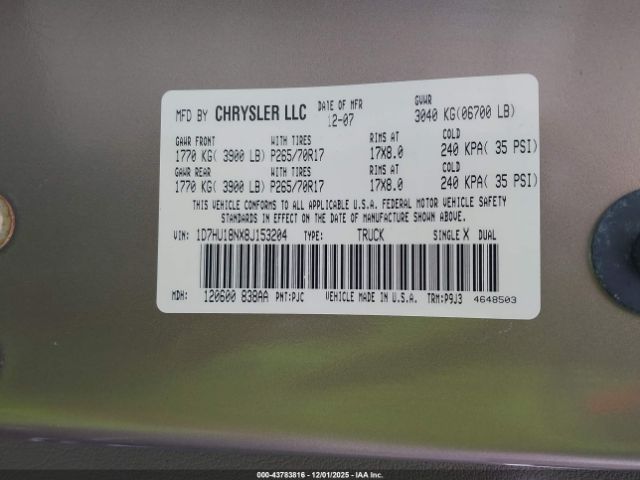 MFD BY CHRYSLER LLC DATE OF MFR GVWR
12-07 3040 KG(06700 LB)
GAWR FRONT WITH TIRES RIMS AT COLD
1770 KG( 3900 LB) P265/70R17 17X8.0 240 KPA( 35 PSI)
GAWR REAR WITH TIRES RIMS AT COLD
1770 KG( 3900 LB) P265/70R17 17X8.0 240 KPA( 35 PSI)
THIS VEHICLE CONFORMS TO ALL APPLICABLE U.S.A. FEDERAL MOTOR VEHICLE SAFETY
STANDARDS IN EFFECT ON THE DATE OF MANUFACTURE SHOWN ABOVE.
VIN: 1D7HU18NX8J153204 TYPE: TRUCK SINGLE X DUAL
MDH: 120600 838AA PNT:PJC VEHICLE MADE IN U.S.A. TRM:P9J3 4648503
000-43783816 - 12/01/2025 - IAA Inc.